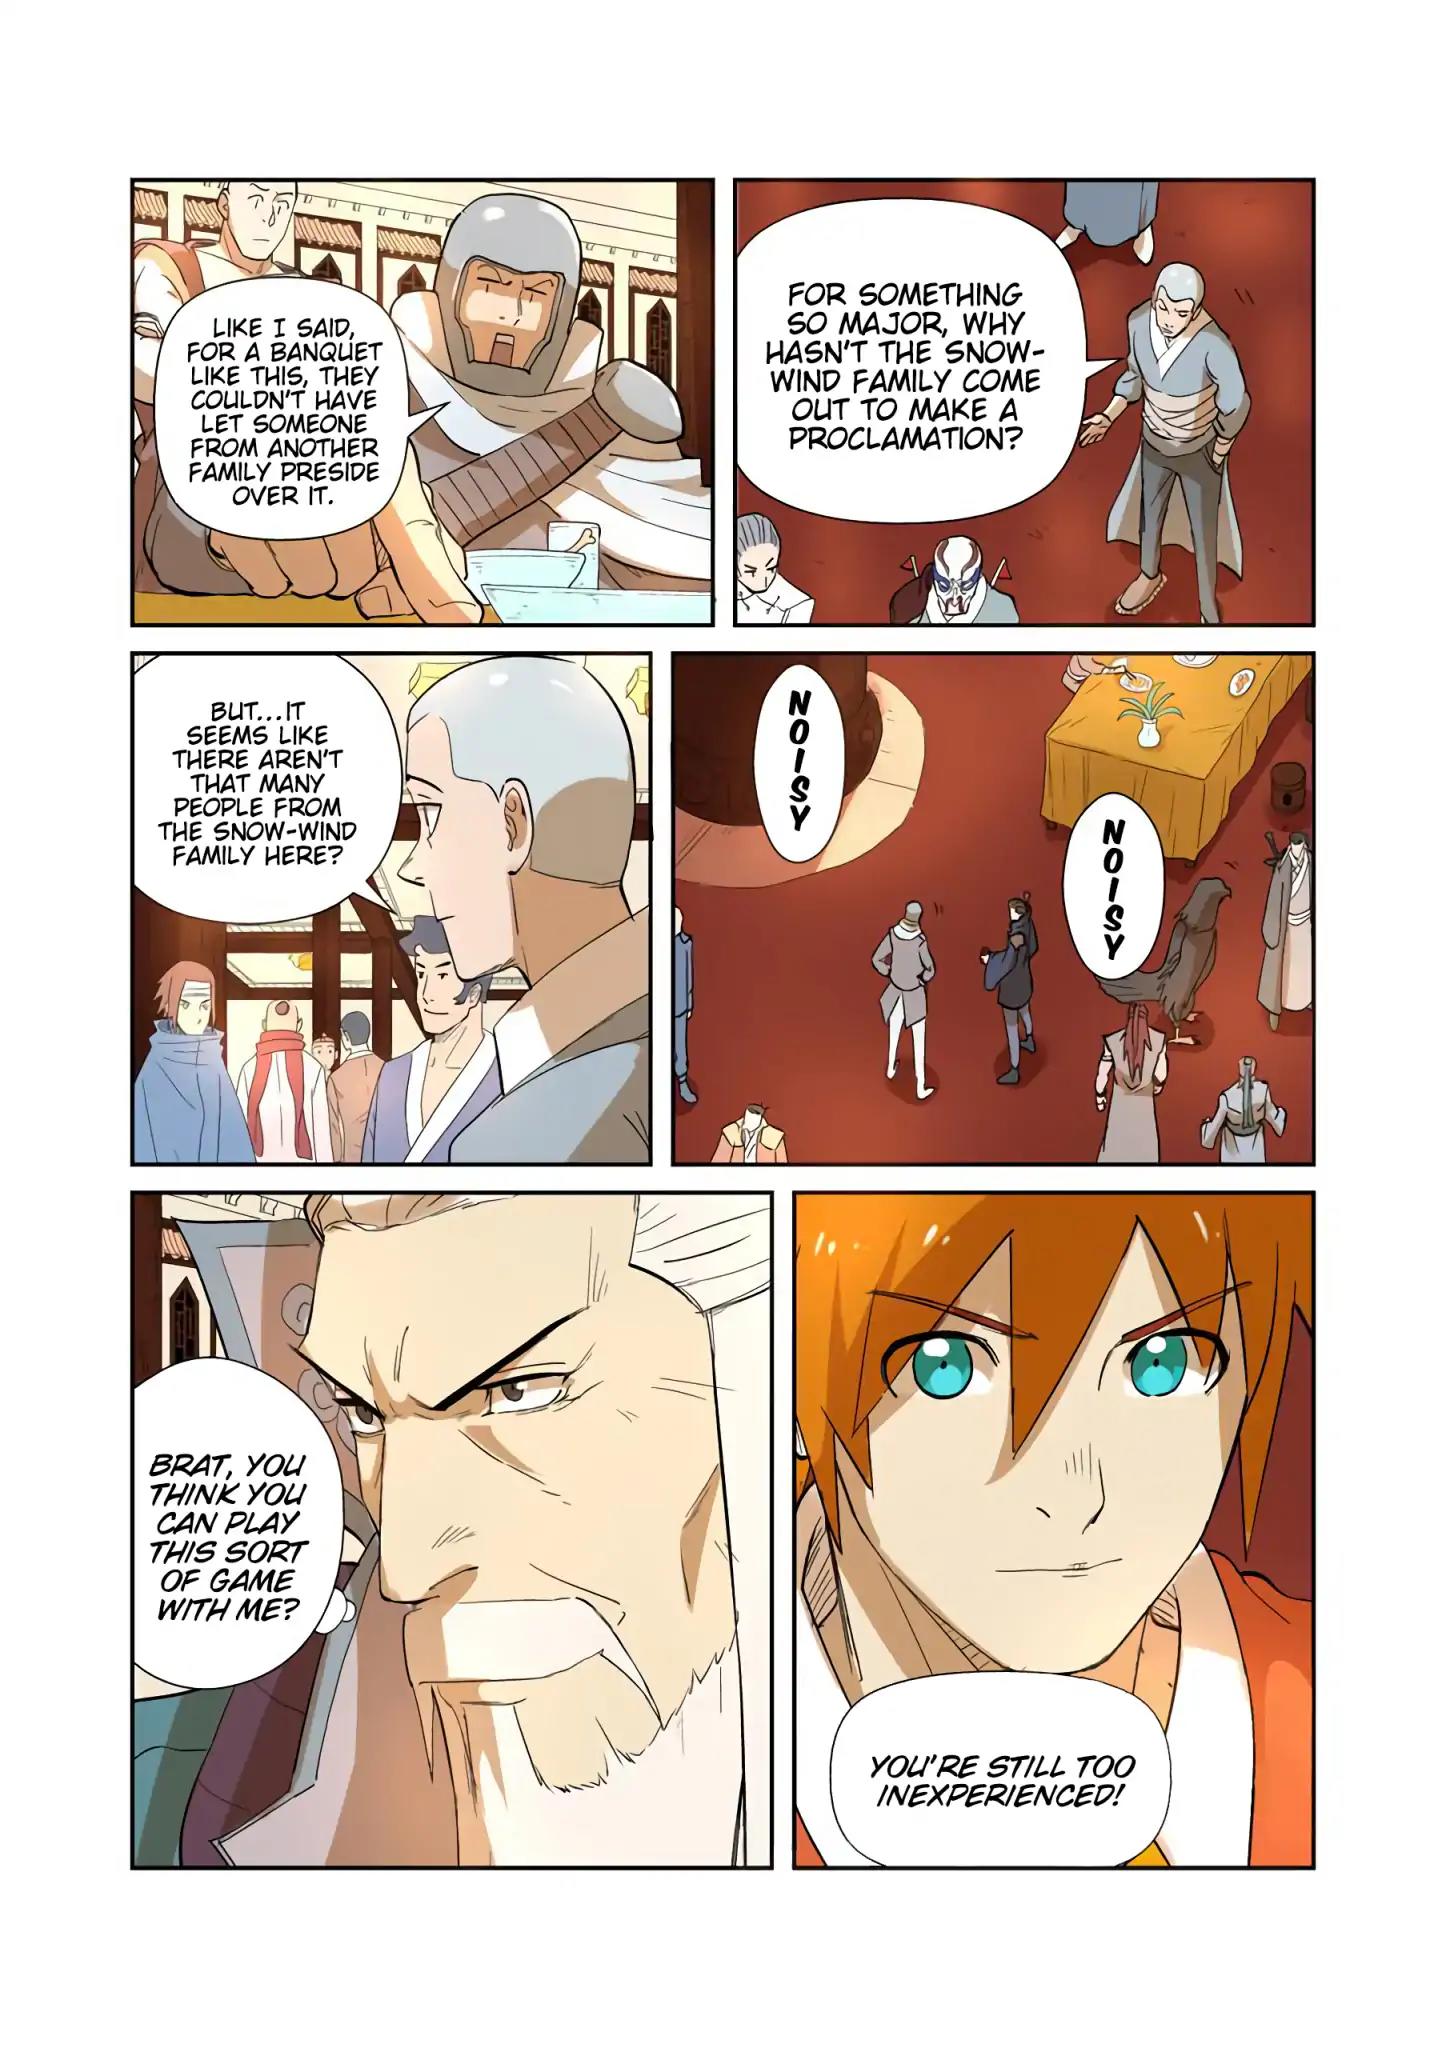 LIKE I SAID,
FOR A BANQUET
LIKE THIS, THEY
COULDN'T HAVE
LET SOMEONE
FROM ANOTHER
FAMILY PRESIDE
OVER IT.
FOR SOMETHING
SO MAJOR, WHY
HASN'T THE SNOW-
WIND FAMILY COME
OUT TO MAKE A
PROCLAMATION?
BUT...IT
SEEMS LIKE
THERE AREN'T
THAT MANY
PEOPLE FROM
THE SNOW-WIND
FAMILY HERE?
NOISY
NOISY
BRAT, YOU
THINK YOU
CAN PLAY
THIS SORT
OF GAME
WITH ME?
YOU'RE STILL TOO
INEXPERIENCED!